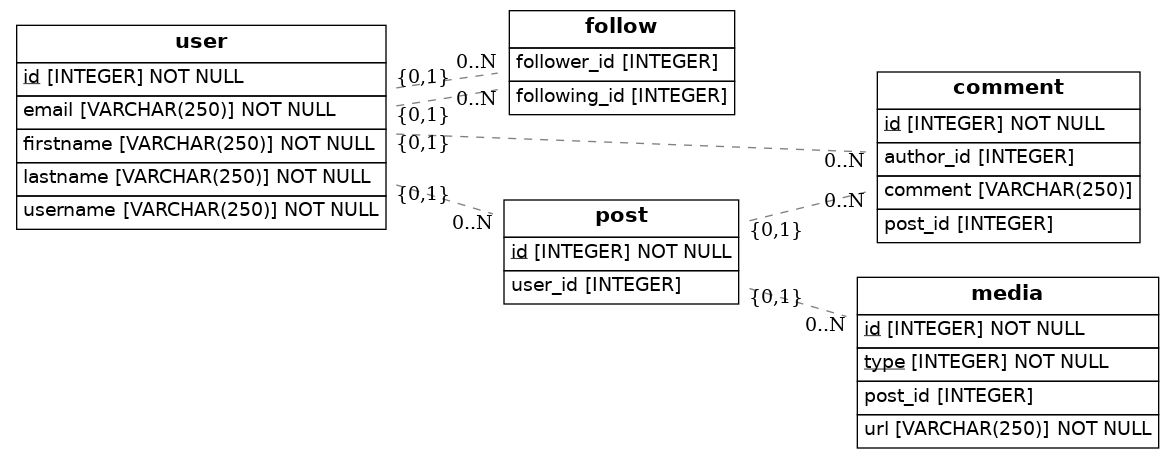 user
id [INTEGER] NOT NULL
email [VARCHAR(250)] NOT NULL
firstname [VARCHAR(250)] NOT NULL
lastname [VARCHAR(250)] NOT NULL
username [VARCHAR(250)] NOT NULL
{0,1}
0..N
{0,1}
0..N
{0,1}
0..N
{0,1}
0..N
follow
follower_id [INTEGER]
following_id [INTEGER]
post
id [INTEGER] NOT NULL
user_id [INTEGER]
{0,1}
0..N
{0,1}
0..N
comment
id [INTEGER] NOT NULL
author_id [INTEGER]
comment [VARCHAR(250)]
post_id [INTEGER]
media
id [INTEGER] NOT NULL
type [INTEGER] NOT NULL
post_id [INTEGER]
url [VARCHAR(250)] NOT NULL